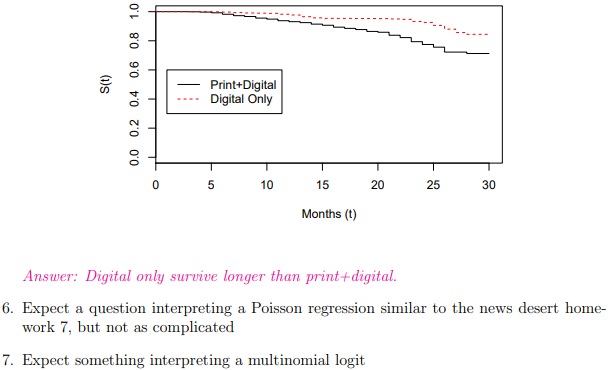 1.0
0.8
0.6
0.4
0.2
0.0
S(t)
Print+Digital
Digital Only
0 5 10 15 20 25 30
Months (t)
Answer: Digital only survive longer than print+digital.
6. Expect a question interpreting a Poisson regression similar to the news desert home-
work 7, but not as complicated
7. Expect something interpreting a multinomial logit